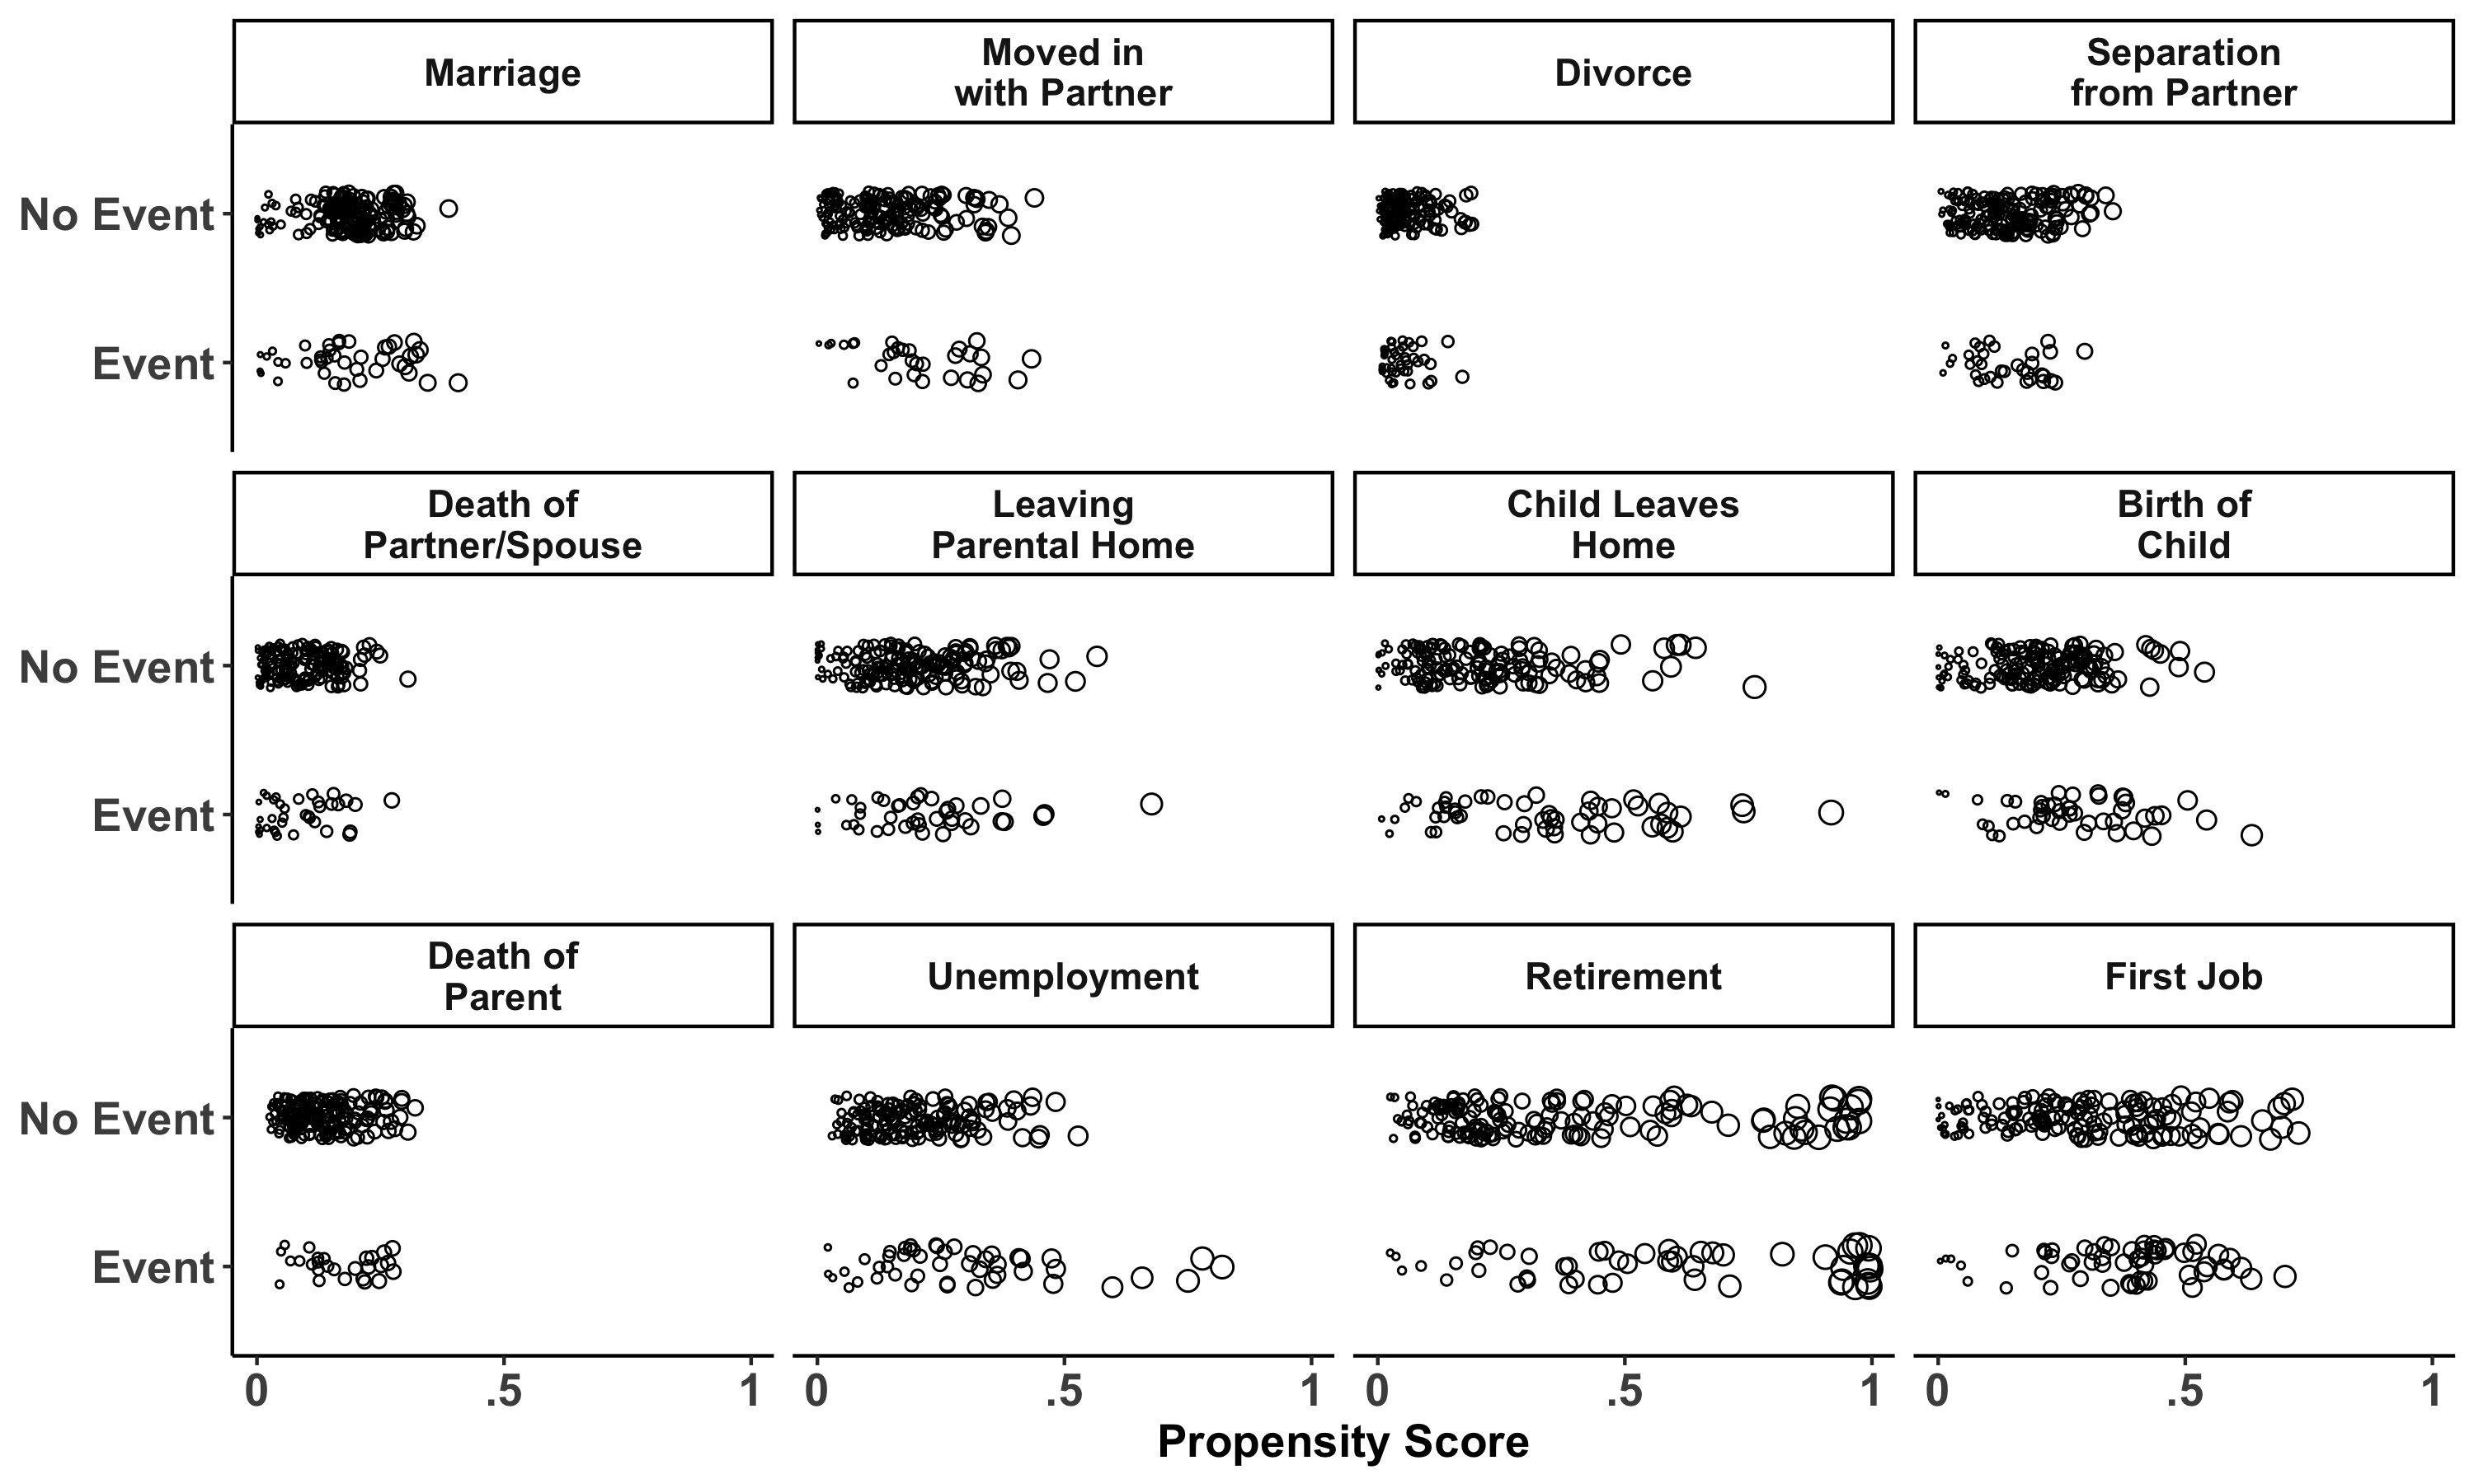 Marriage
Moved in
with Partner
Divorce
Separation
from Partner
No Event
Event
Death of
Partner/Spouse
Leaving
Parental Home
Child Leaves
Home
Birth of
Child
No Event
Event
Death of
Parent
Unemployment
Retirement
First Job
No Event
Event
0 .5 1 0 .5 1 0 .5 1 0 .5 1
Propensity Score